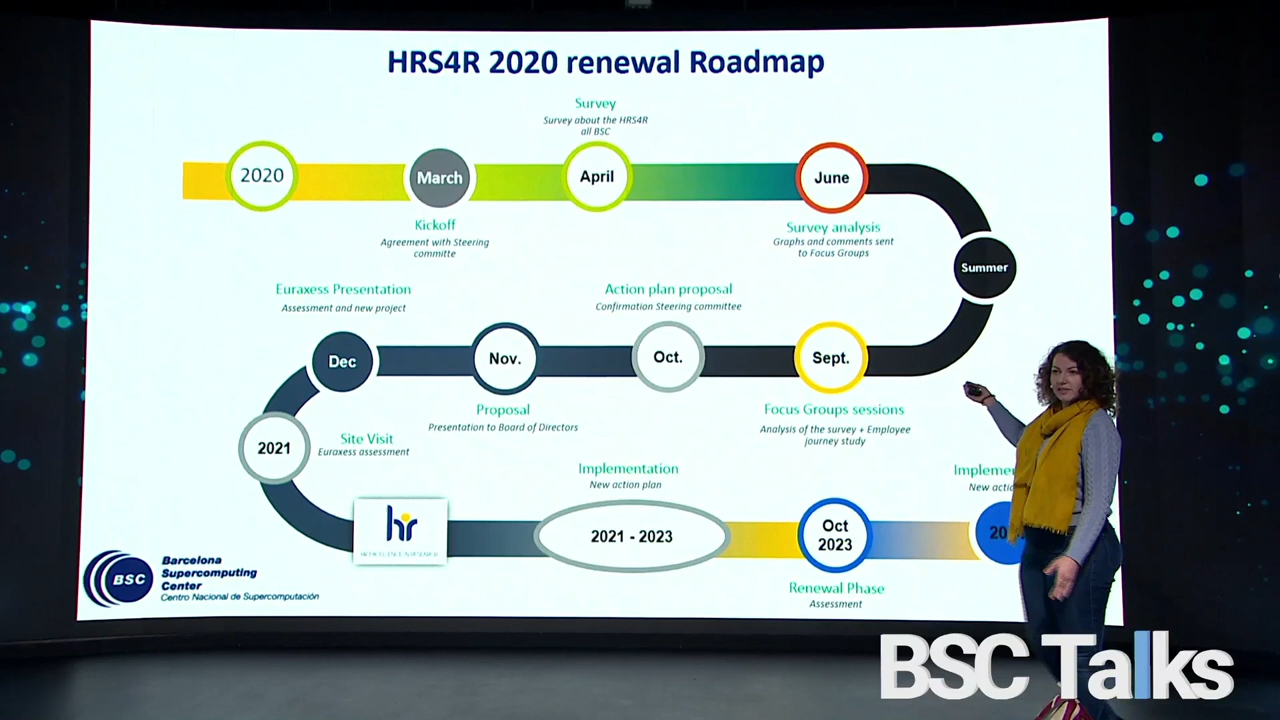 HRS4R 2020 renewal Roadmap
Survey
Survey about the HRS4R
all BSC
2020
March
April
June
Kickoff
Agreement with Steering
committe
Survey analysis
Graphs and comments sent
to Focus Groups
Summer
Euraxess Presentation
Assessment and new project
Action plan proposal
Confirmation Steering committee
Dec
Nov.
Oct.
Sept.
Proposal
Presentation to Board of Directors
Focus Groups sessions
Analysis of the survey + Employee
journey study
2021
Site Visit
Euraxess assessment
Implementation
New action plan
hr
2021 - 2023
Oct
2023
Renewal Phase
Assessment
BSC
Barcelona
Supercomputing
Center
Centro Nacional de Supercomputación
BSC Talks